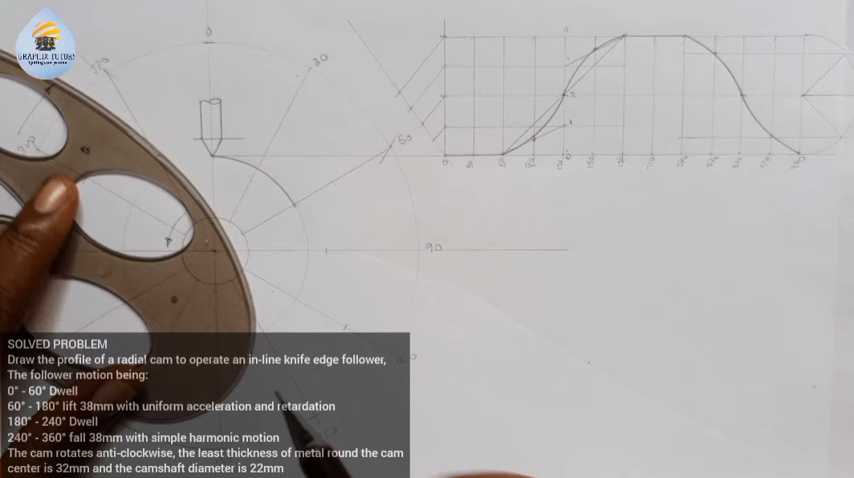 GRAPHIX TUTORS
0
30
60
90
SOLVED PROBLEM
Draw the profile of a radial cam to operate an in-line knife edge follower,
The follower motion being:
0° - 60° Dwell
60° - 180° lift 38mm with uniform acceleration and retardation
180° - 240° Dwell
240° - 360° fall 38mm with simple harmonic motion
The cam rotates anti-clockwise, the least thickness of metal round the cam
center is 32mm and the camshaft diameter is 22mm